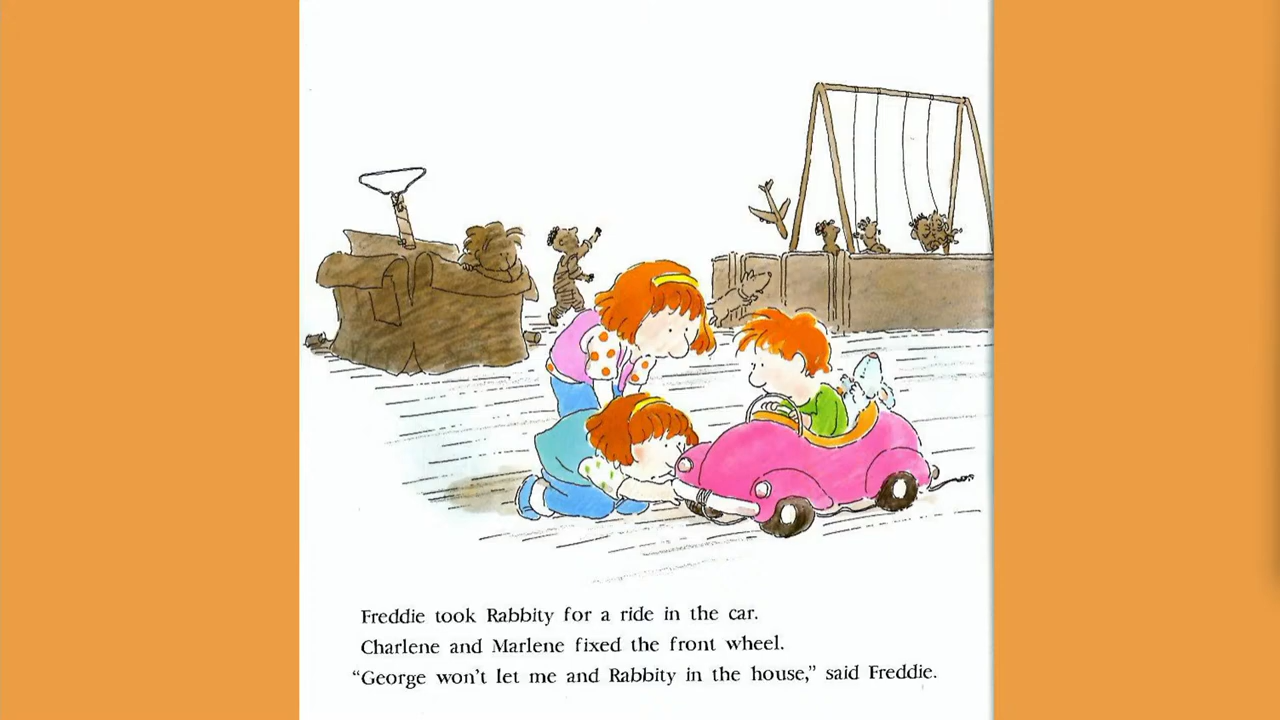 Freddie took Rabbity for a ride in the car.
Charlene and Marlene fixed the front wheel.
“George won’t let me and Rabbity in the house,” said Freddie.